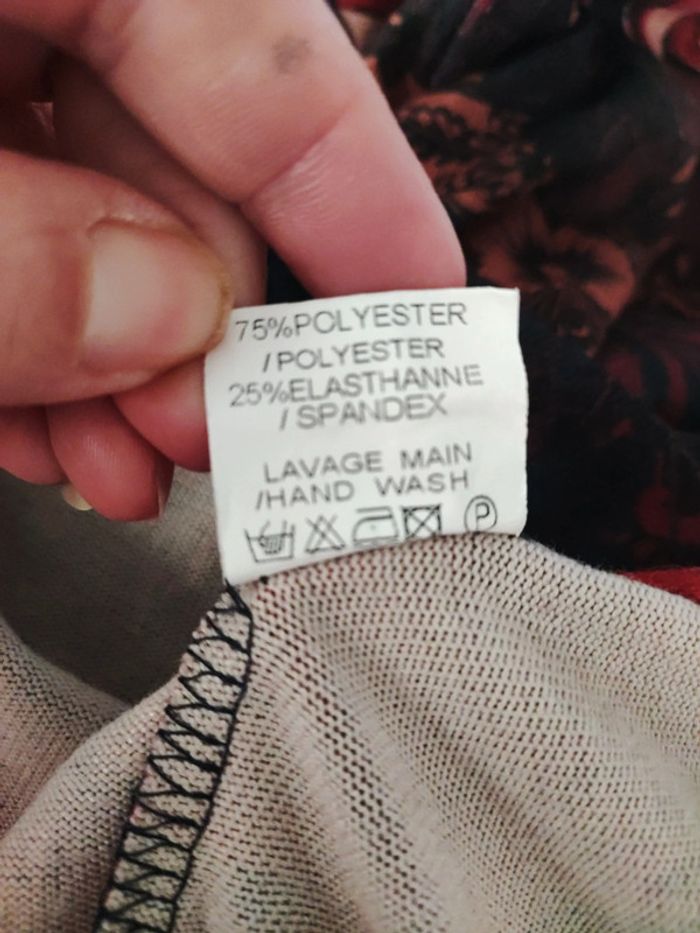 75%POLYESTER
/POLYESTER
25%ELASTHANNE
/SPANDEX
LAVAGE MAIN
/HAND WASH
P